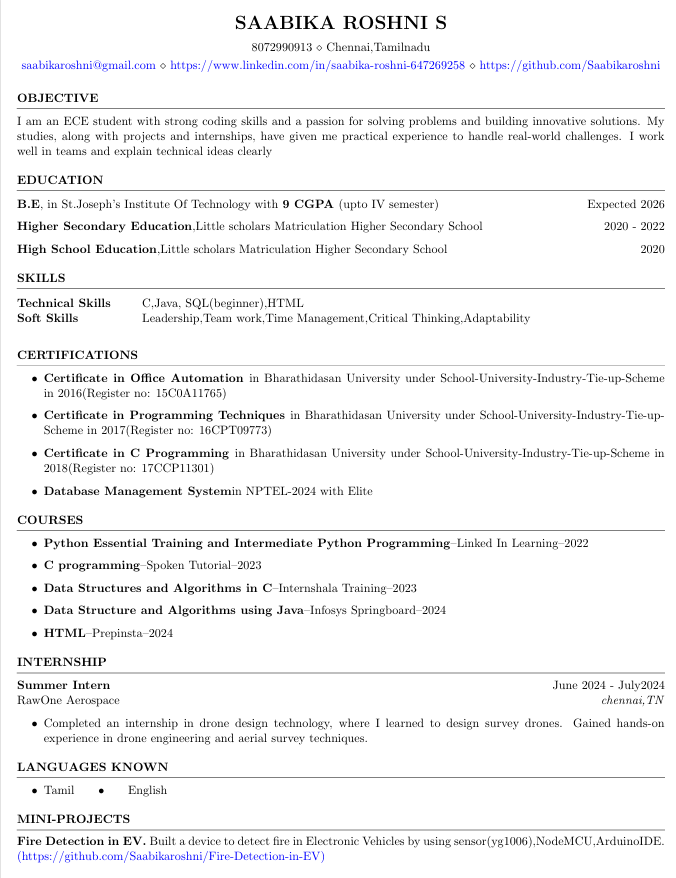 SAABIKA ROSHNI S
8072990913 ⋄ Chennai,Tamilnadu
saabikaroshni@gmail.com ⋄ https://www.linkedin.com/in/saabika-roshni-647269258 ⋄ https://github.com/Saabikaroshni
OBJECTIVE
I am an ECE student with strong coding skills and a passion for solving problems and building innovative solutions. My
studies, along with projects and internships, have given me practical experience to handle real-world challenges. I work
well in teams and explain technical ideas clearly
EDUCATION
B.E, in St.Joseph's Institute Of Technology with 9 CGPA (upto IV semester) Expected 2026
Higher Secondary Education,Little scholars Matriculation Higher Secondary School 2020 - 2022
High School Education,Little scholars Matriculation Higher Secondary School 2020
SKILLS
Technical Skills C,Java, SQL(beginner),HTML
Soft Skills Leadership,Team work,Time Management,Critical Thinking,Adaptability
CERTIFICATIONS
• Certificate in Office Automation in Bharathidasan University under School-University-Industry-Tie-up-Scheme
in 2016(Register no: 15C0A11765)
• Certificate in Programming Techniques in Bharathidasan University under School-University-Industry-Tie-up-
Scheme in 2017(Register no: 16CPT09773)
• Certificate in C Programming in Bharathidasan University under School-University-Industry-Tie-up-Scheme in
2018(Register no: 17CCP11301)
• Database Management Systemin NPTEL-2024 with Elite
COURSES
• Python Essential Training and Intermediate Python Programming–Linked In Learning–2022
• C programming–Spoken Tutorial–2023
• Data Structures and Algorithms in C–Internshala Training–2023
• Data Structure and Algorithms using Java–Infosys Springboard–2024
• HTML–Prepinsta–2024
INTERNSHIP
Summer Intern June 2024 - July2024
RawOne Aerospace chennai,TN
• Completed an internship in drone design technology, where I learned to design survey drones. Gained hands-on
experience in drone engineering and aerial survey techniques.
LANGUAGES KNOWN
• Tamil • English
MINI-PROJECTS
Fire Detection in EV. Built a device to detect fire in Electronic Vehicles by using sensor(yg1006),NodeMCU,ArduinoIDE.
(https://github.com/Saabikaroshni/Fire-Detection-in-EV)